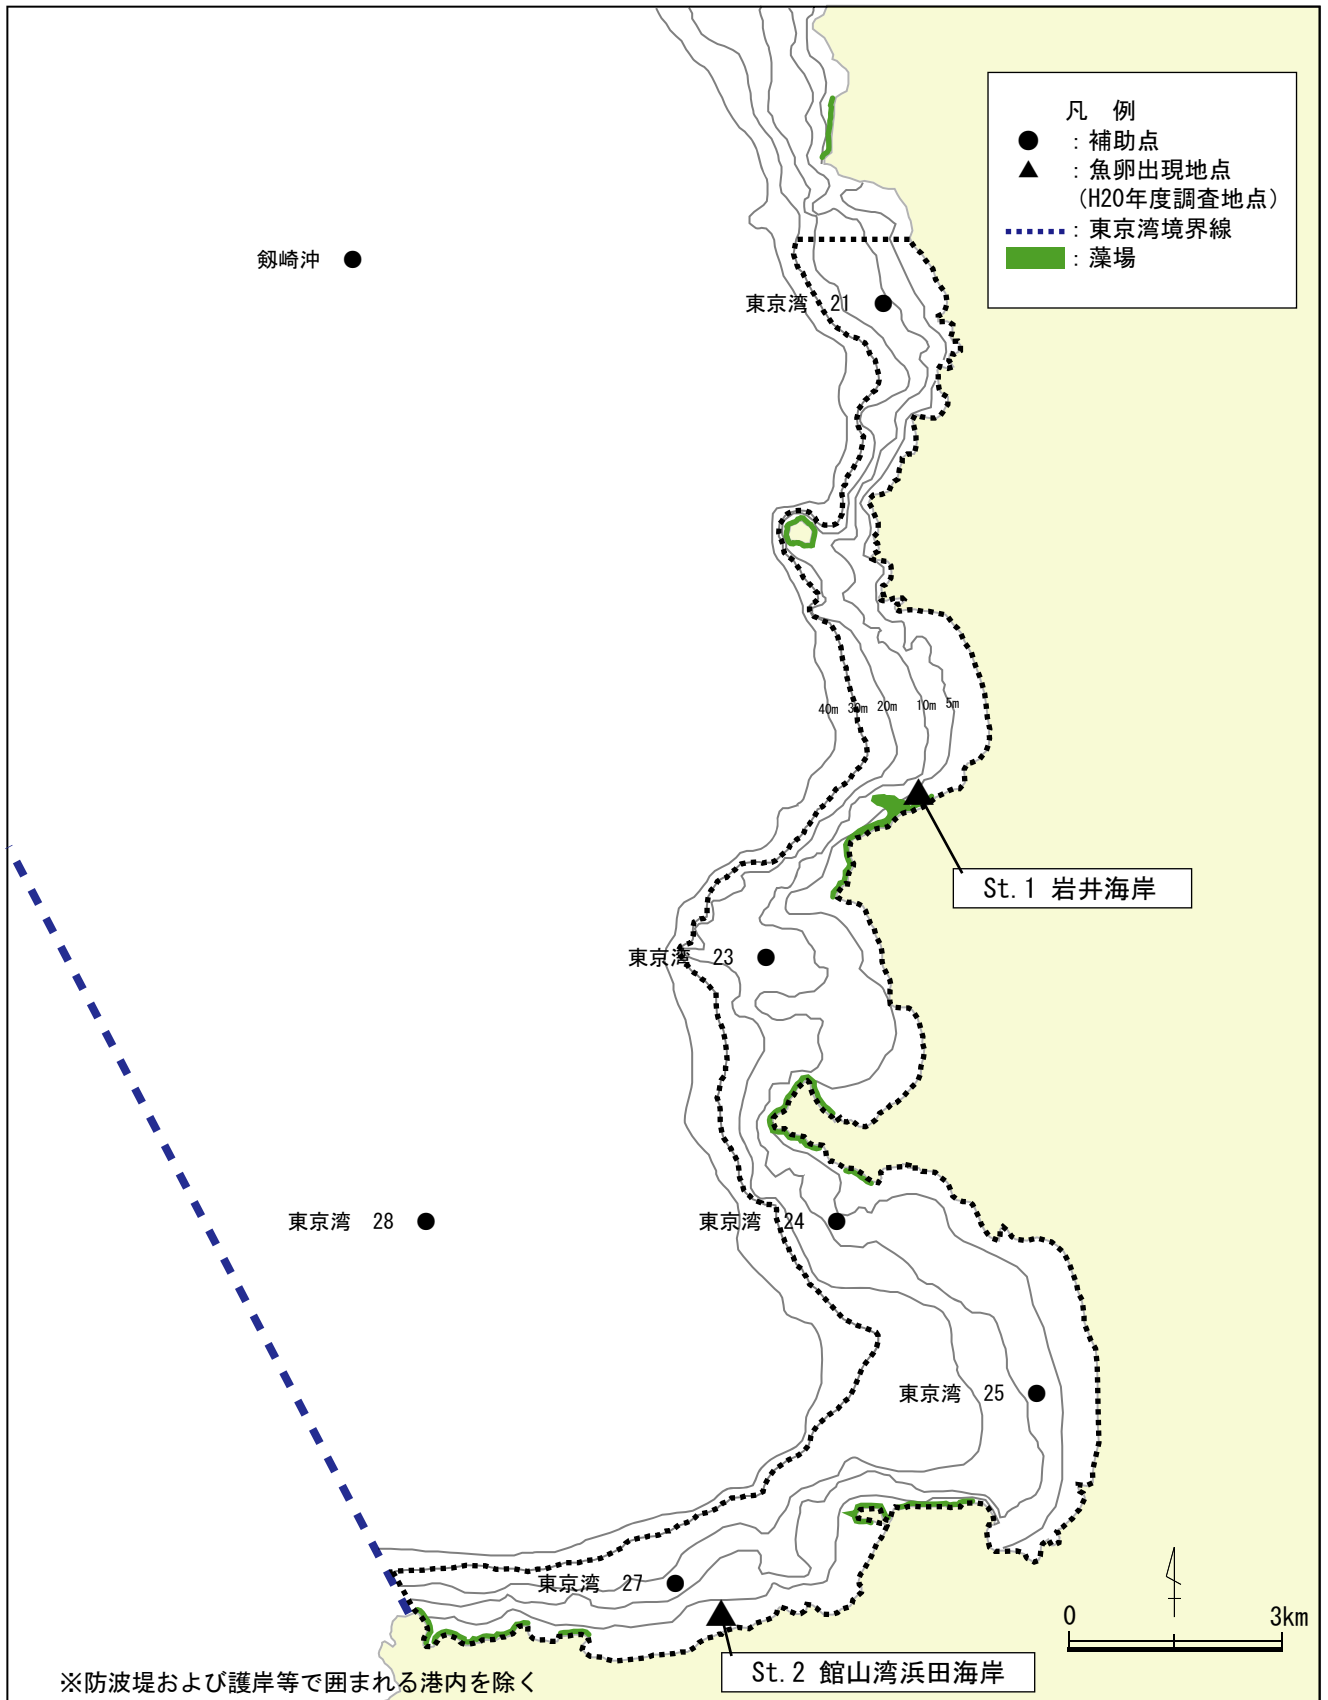 凡 例
●：補助点
▲：魚卵出現地点
（H20年度調査地点）
：東京湾境界線
：藻場
剱崎沖
東京湾 21
40m 30m 20m 10m 5m
St.1 岩井海岸
東京湾 23
東京湾 28
東京湾 24
東京湾 25
東京湾 27
0 3km
St.2 館山湾浜田海岸
※防波堤および護岸等で囲まれる港内を除く